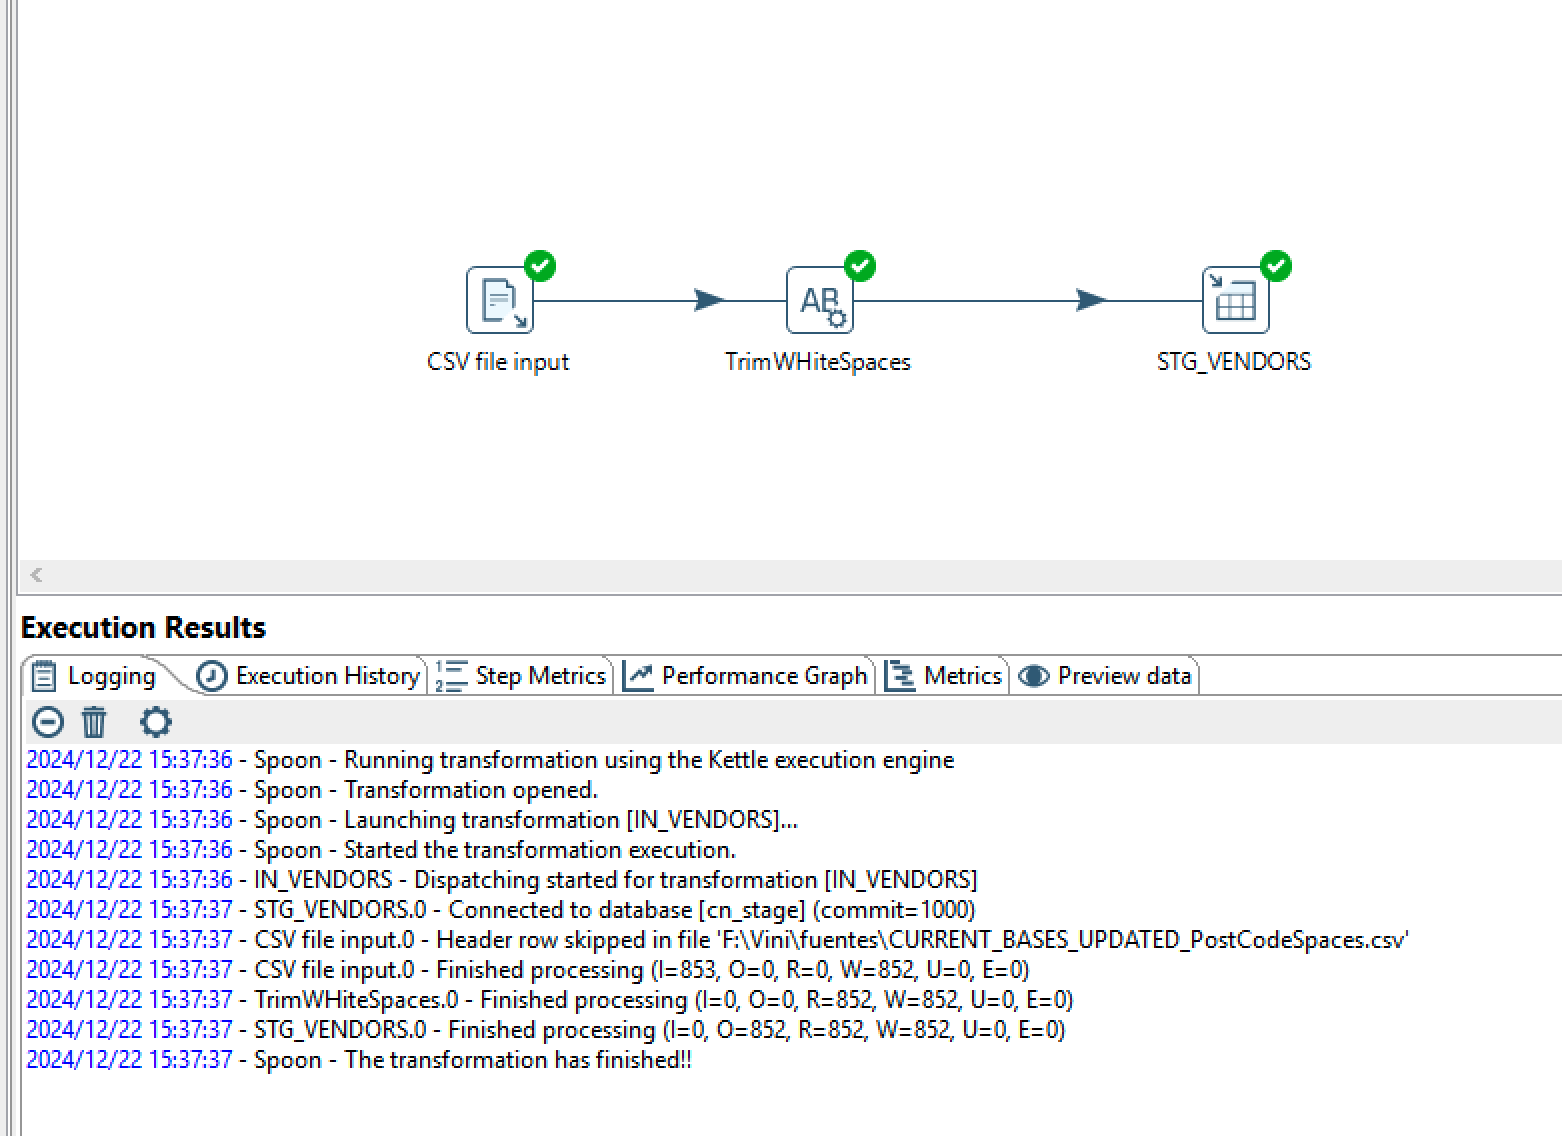 AB
CSV file input
TrimWHiteSpaces
STG_VENDORS
Execution Results
Logging
Execution History
Step Metrics
Performance Graph
Metrics
Preview data
2024/12/22 15:37:36 - Spoon - Running transformation using the Kettle execution engine
2024/12/22 15:37:36 - Spoon - Transformation opened.
2024/12/22 15:37:36 - Spoon - Launching transformation [IN_VENDORS]...
2024/12/22 15:37:36 - Spoon - Started the transformation execution.
2024/12/22 15:37:36 - IN_VENDORS - Dispatching started for transformation [IN_VENDORS]
2024/12/22 15:37:37 - STG_VENDORS.0 - Connected to database [cn_stage] (commit=1000)
2024/12/22 15:37:37 - CSV file input.0 - Header row skipped in file 'F:\Vini\fuentes\CURRENT_BASES_UPDATED_PostCodeSpaces.csv'
2024/12/22 15:37:37 - CSV file input.0 - Finished processing (I=853, O=0, R=0, W=852, U=0, E=0)
2024/12/22 15:37:37 - TrimWHiteSpaces.0 - Finished processing (I=0, O=0, R=852, W=852, U=0, E=0)
2024/12/22 15:37:37 - STG_VENDORS.0 - Finished processing (I=0, O=852, R=852, W=852, U=0, E=0)
2024/12/22 15:37:37 - Spoon - The transformation has finished!!